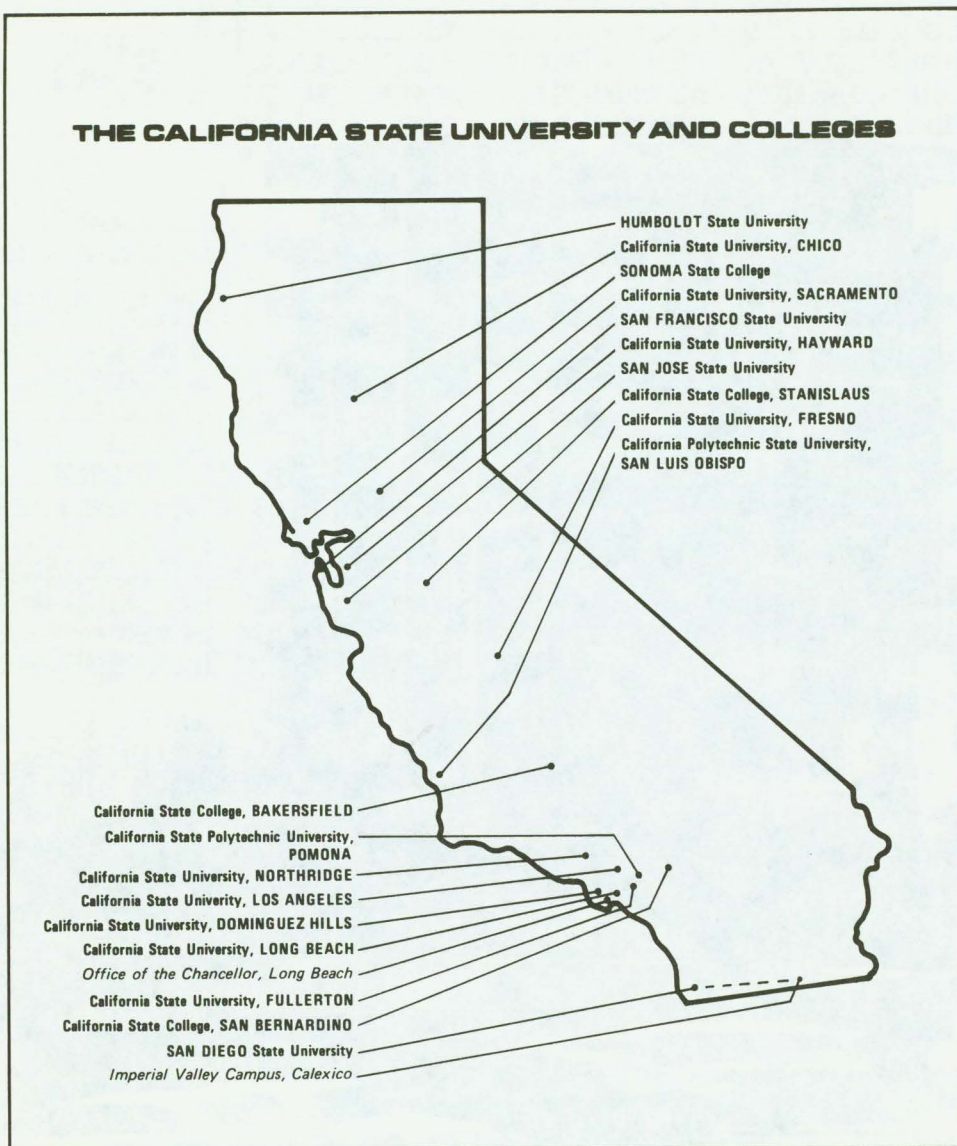 THE CALIFORNIA STATE UNIVERSITY AND COLLEGES
HUMBOLDT State University
California State University, CHICO
SONOMA State College
California State University, SACRAMENTO
SAN FRANCISCO State University
California State University, HAYWARD
SAN JOSE State University
California State College, STANISLAUS
California State University, FRESNO
California Polytechnic State University,
SAN LUIS OBISPO
California State College, BAKERSFIELD
California State Polytechnic University,
POMONA
California State University, NORTHRIDGE
California State Univerity, LOS ANGELES
California State University, DOMINGUEZ HILLS
California State University, LONG BEACH
Office of the Chancellor, Long Beach
California State University, FULLERTON
California State College, SAN BERNARDINO
SAN DIEGO State University
Imperial Valley Campus, Calexico